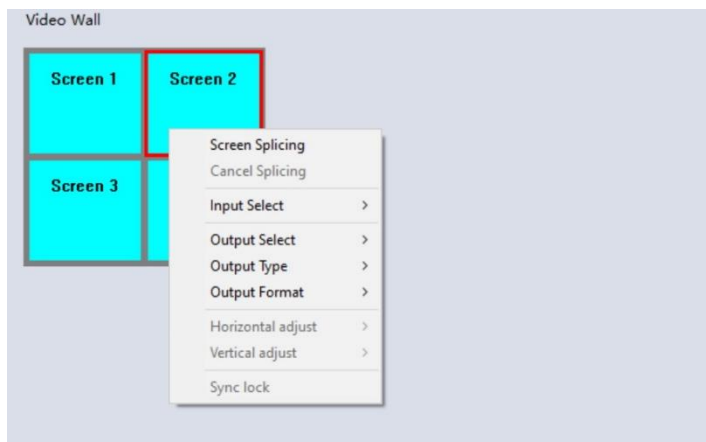 Video Wall
Screen 1
Screen 2
Screen 3
Screen Splicing
Cancel Splicing
Input Select
Output Select
Output Type
Output Format
Horizontal adjust
Vertical adjust
Sync lock